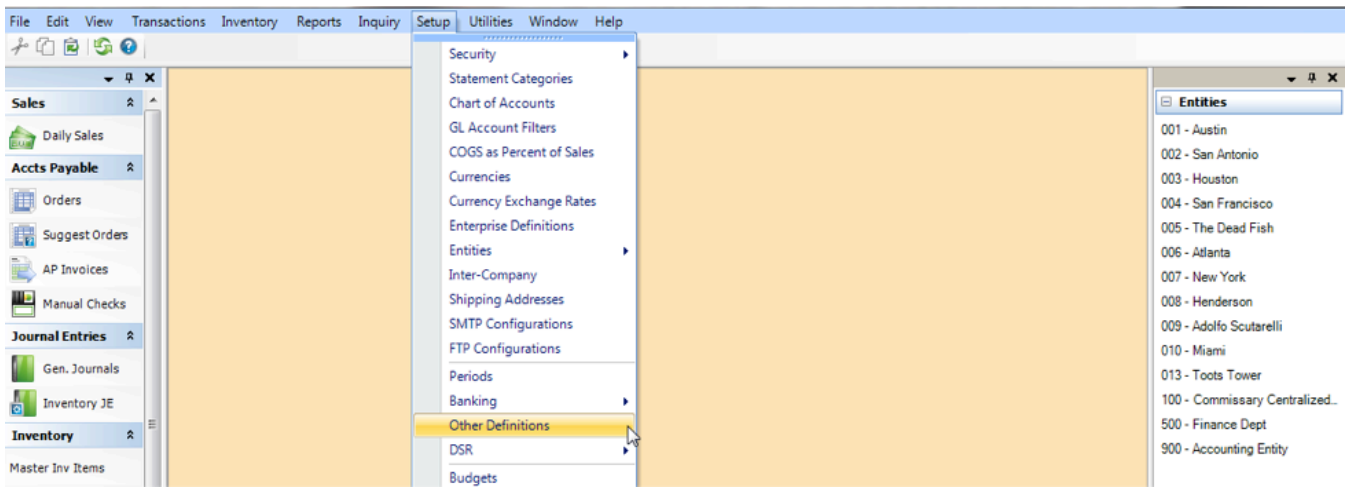 File Edit View Transactions Inventory Reports Inquiry Setup Utilities Window Help
Sales
Daily Sales
Accts Payable
Orders
Suggest Orders
AP Invoices
Manual Checks
Journal Entries
Gen. Journals
Inventory JE
Inventory
Master Inv Items
Security
Statement Categories
Chart of Accounts
GL Account Filters
COGS as Percent of Sales
Currencies
Currency Exchange Rates
Enterprise Definitions
Entities
Inter-Company
Shipping Addresses
SMTP Configurations
FTP Configurations
Periods
Banking
Other Definitions
DSR
Budgets
Entities
001 - Austin
002 - San Antonio
003 - Houston
004 - San Francisco
005 - The Dead Fish
006 - Atlanta
007 - New York
008 - Henderson
009 - Adolfo Scutarelli
010 - Miami
013 - Toots Tower
100 - Commissary Centralized...
500 - Finance Dept
900 - Accounting Entity